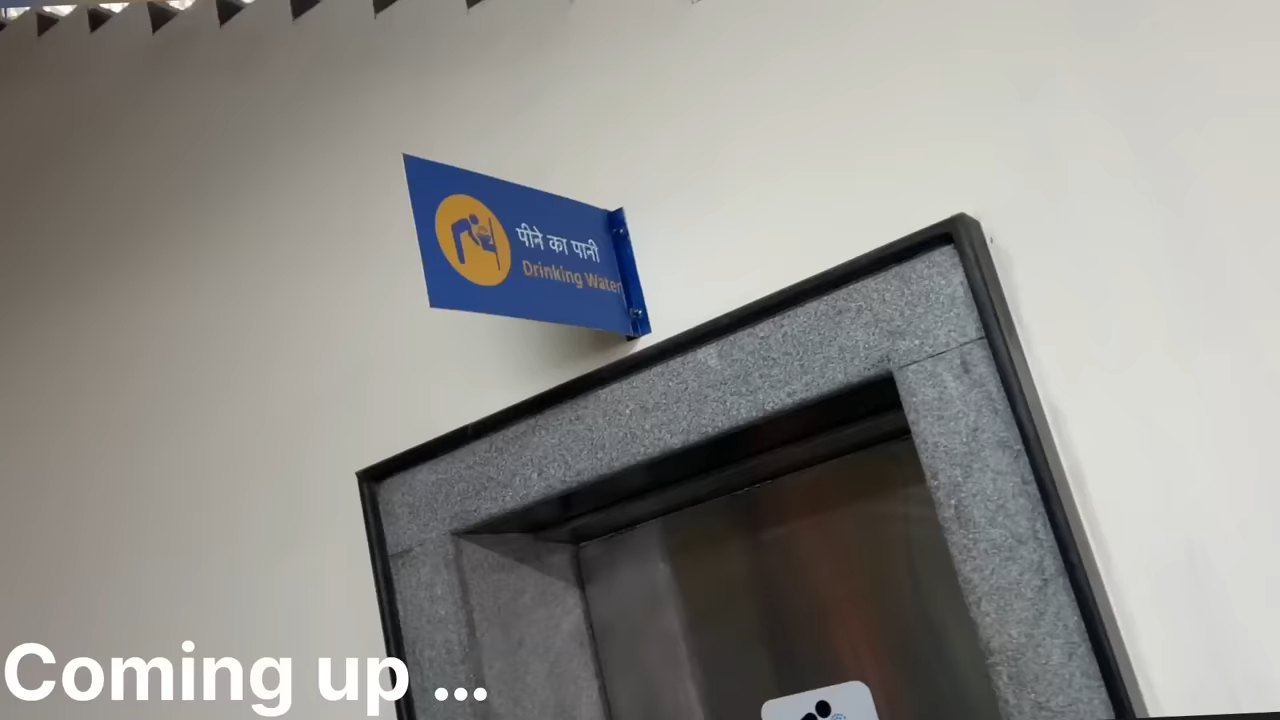 पीने का पानी
Drinking Water
Coming up ...